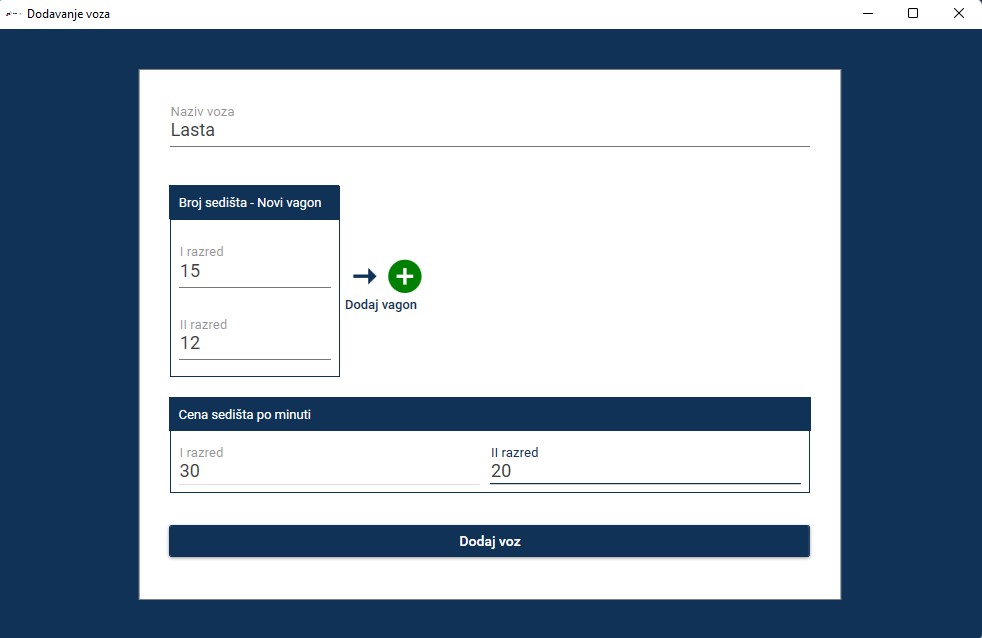 Dodavanje voza
Naziv voza
Lasta
Broj sedišta - Novi vagon
I razred
15
II razred
12
Dodaj vagon
Cena sedišta po minuti
I razred
30
II razred
20
Dodaj voz